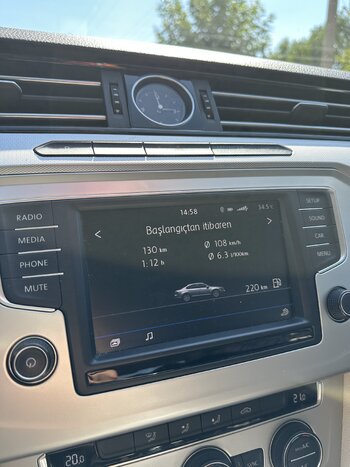 RADIO
MEDIA
PHONE
MUTE
14:58
34.5°C
Başlangıçtan itibaren
130 km
Ø 108 km/h
1:12 h
Ø 6.3 l/100km
220 km
SETUP
SOUND
CAR
MENU
20.0
21.0